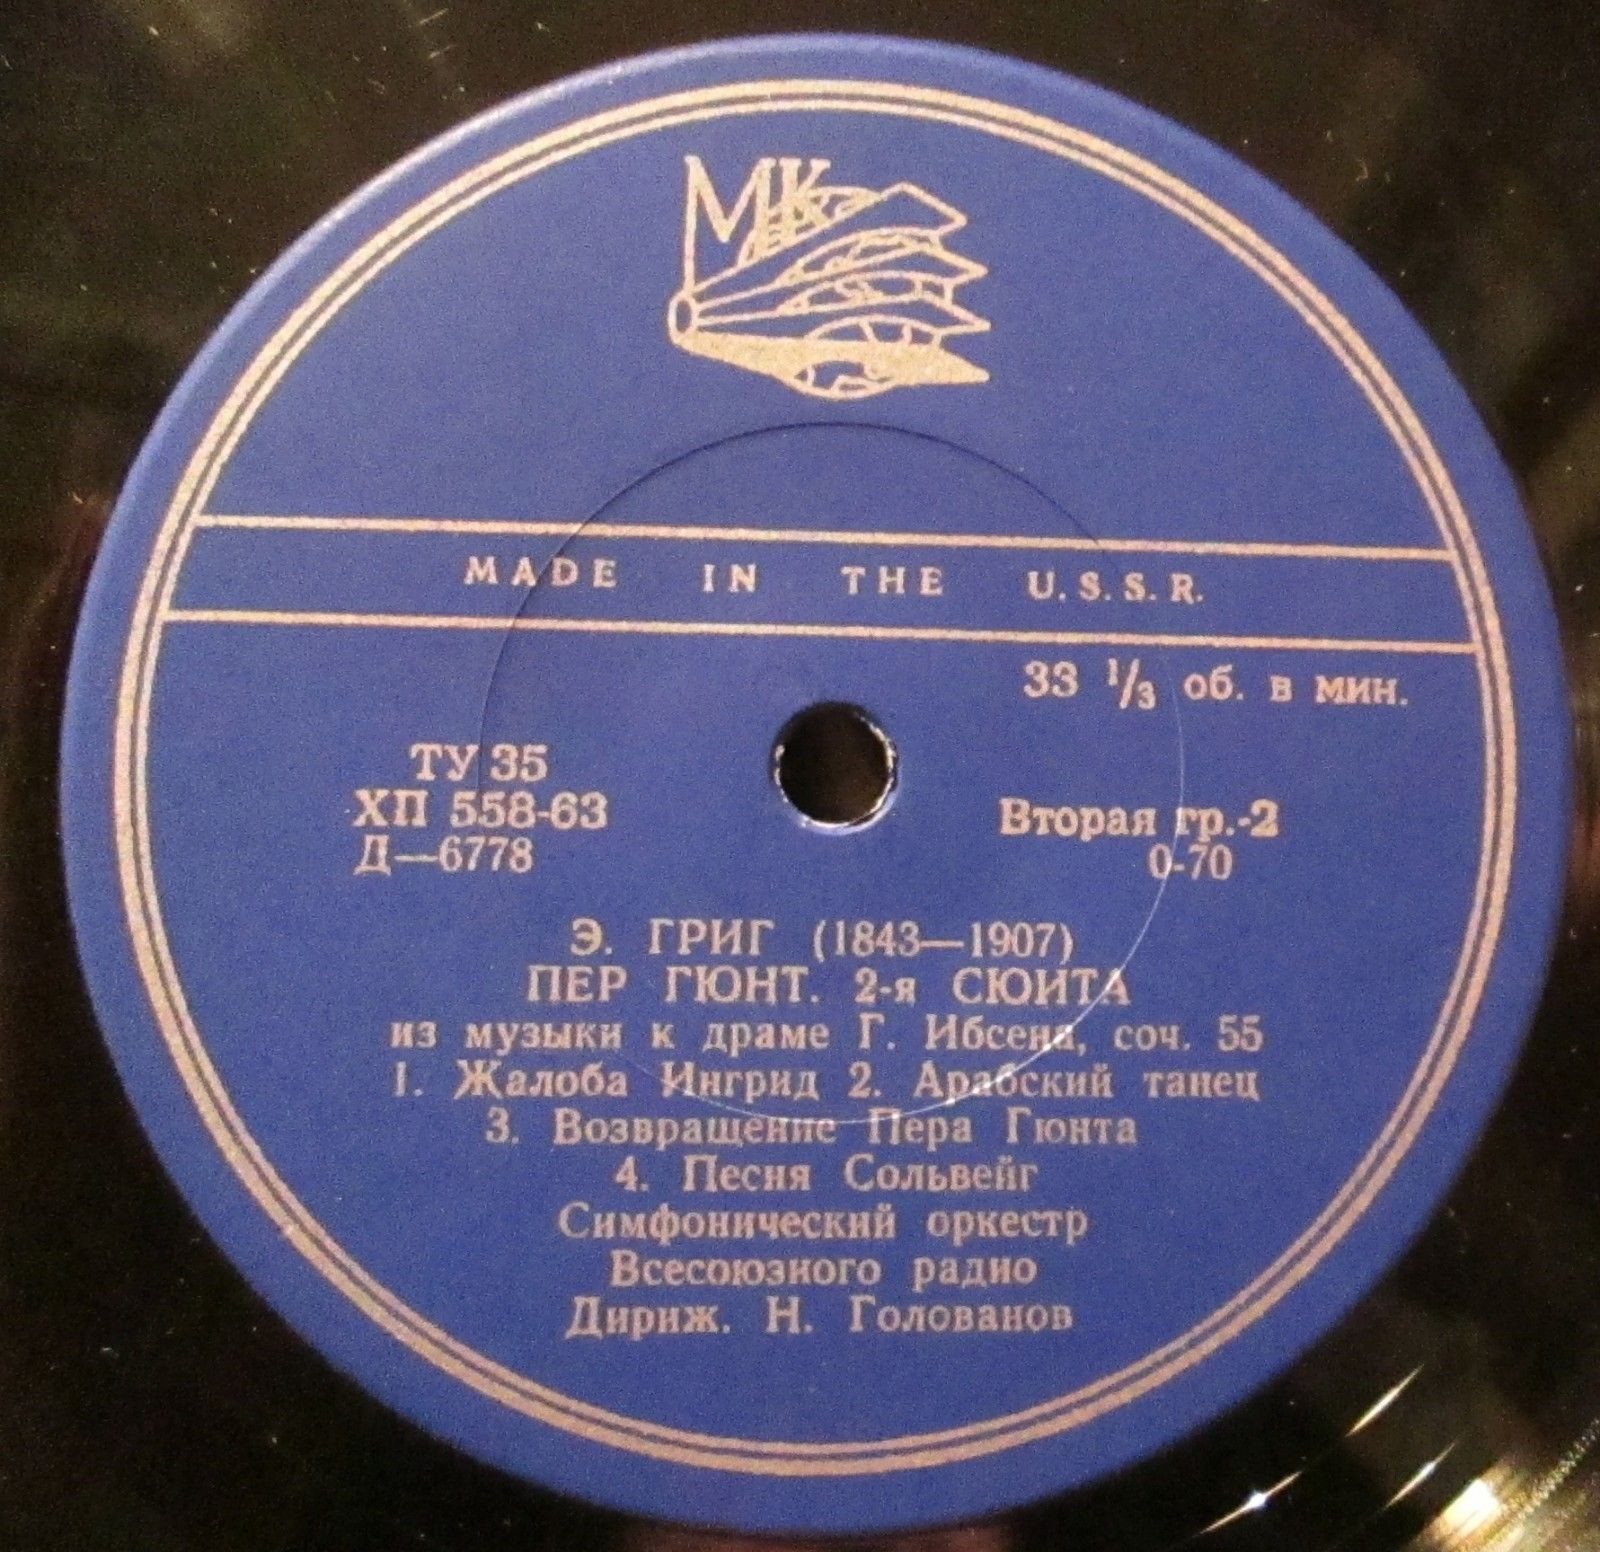 МК
MADE IN THE U.S.S.R.
33 1/3 об. в мин.
ТУ 35
ХП 558-63
Д—6778
Вторая гр.-2
0-70
Э. ГРИГ (1843—1907)
ПЕР ГЮНТ. 2-я СЮИТА
из музыки к драме Г. Ибсена, соч. 55
1. Жалоба Ингрид 2. Арабский танец
3. Возвращение Пера Гюнта
4. Песня Сольвейг
Симфонический оркестр
Всесоюзного радио
Дириж. Н. Голованов